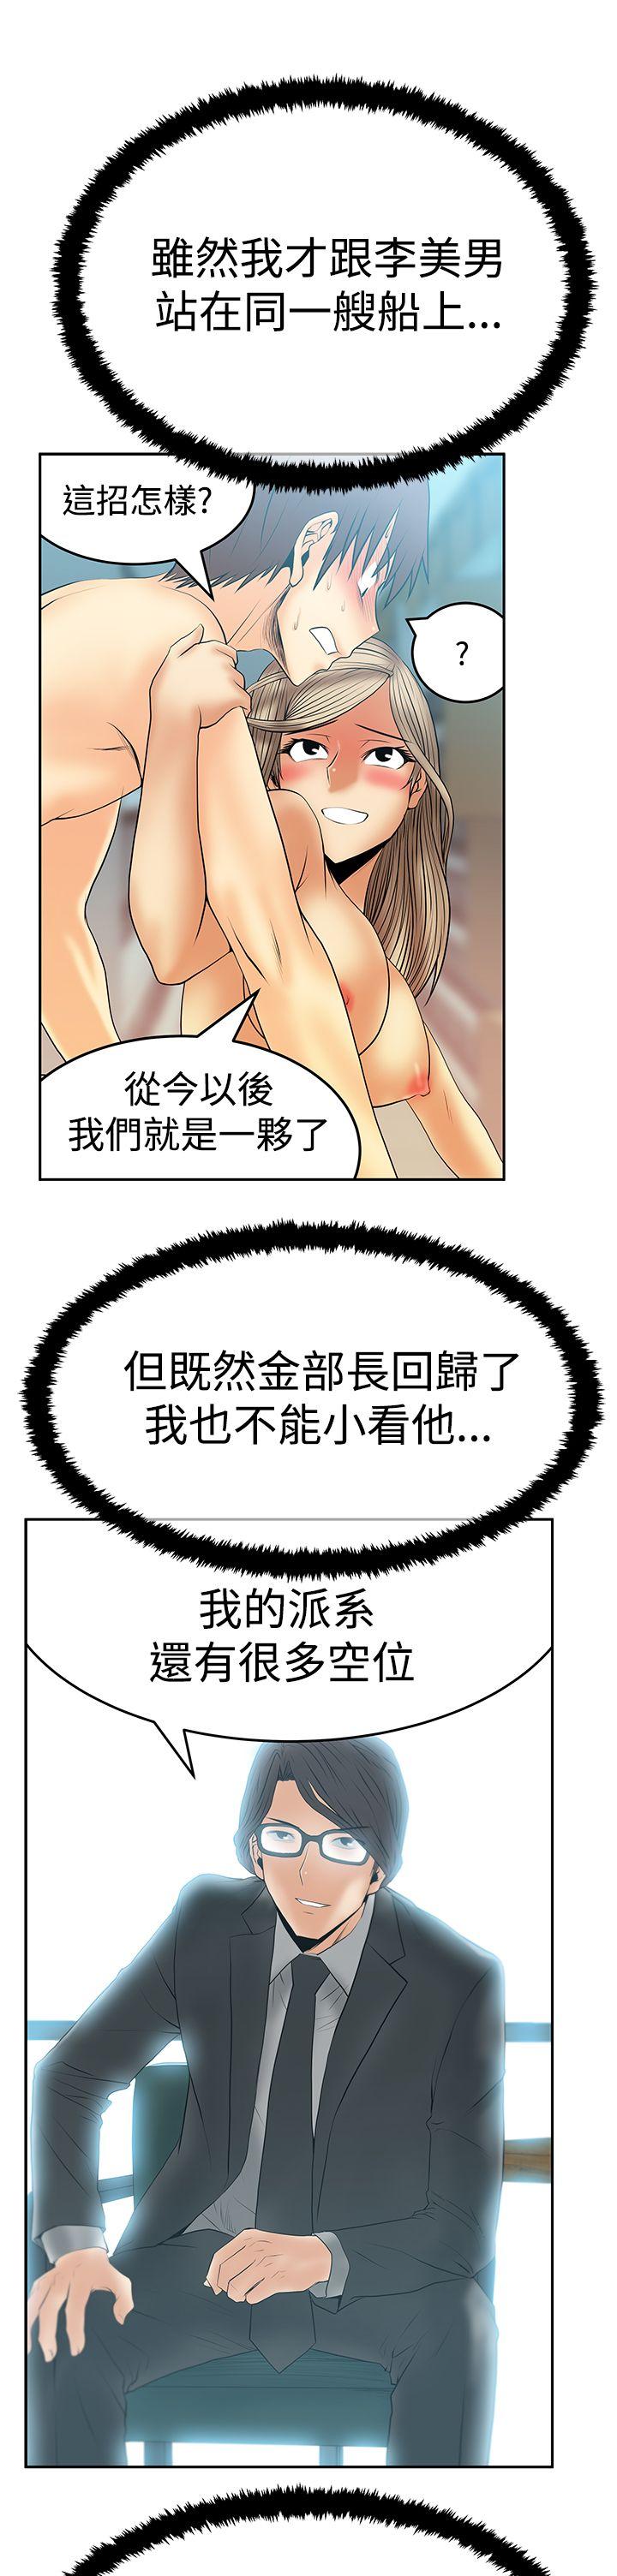 雖然我才跟李美男
站在同一艘船上...
這招怎樣?
?
從今以後
我們就是一夥了
但既然金部長回歸了
我也不能小看他...
我的派系
還有很多空位